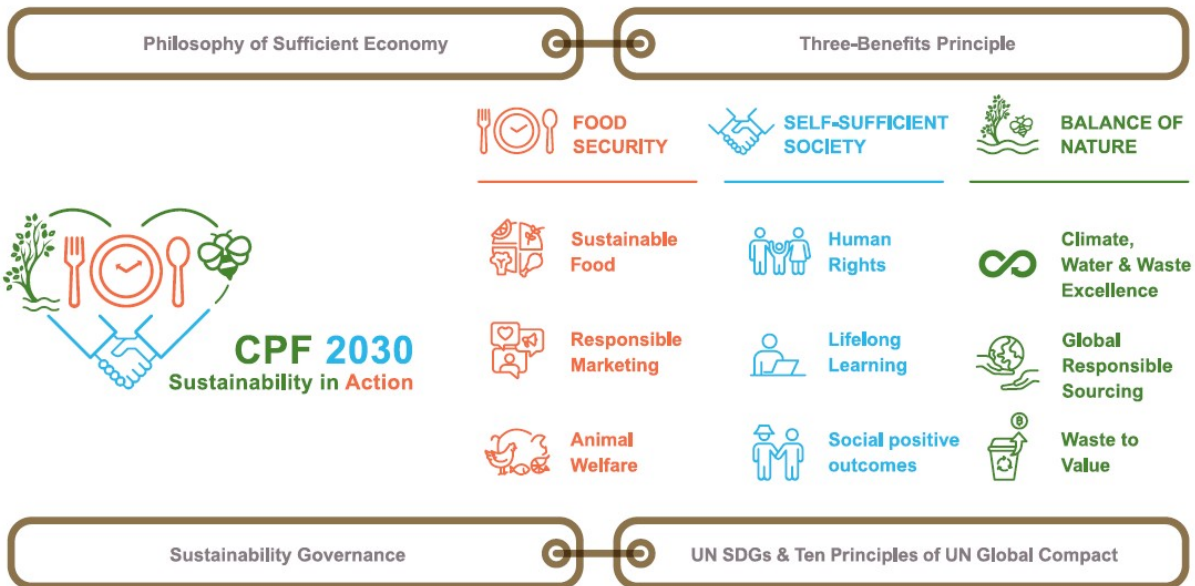 Philosophy of Sufficient Economy
Three-Benefits Principle
FOOD
SECURITY
SELF-SUFFICIENT
SOCIETY
BALANCE OF
NATURE
Sustainable
Food
Human
Rights
Climate,
Water & Waste
Excellence
CPF 2030
Sustainability in Action
Responsible
Marketing
Lifelong
Learning
Global
Responsible
Sourcing
Animal
Welfare
Social positive
outcomes
฿
Waste to
Value
Sustainability Governance
UN SDGs & Ten Principles of UN Global Compact